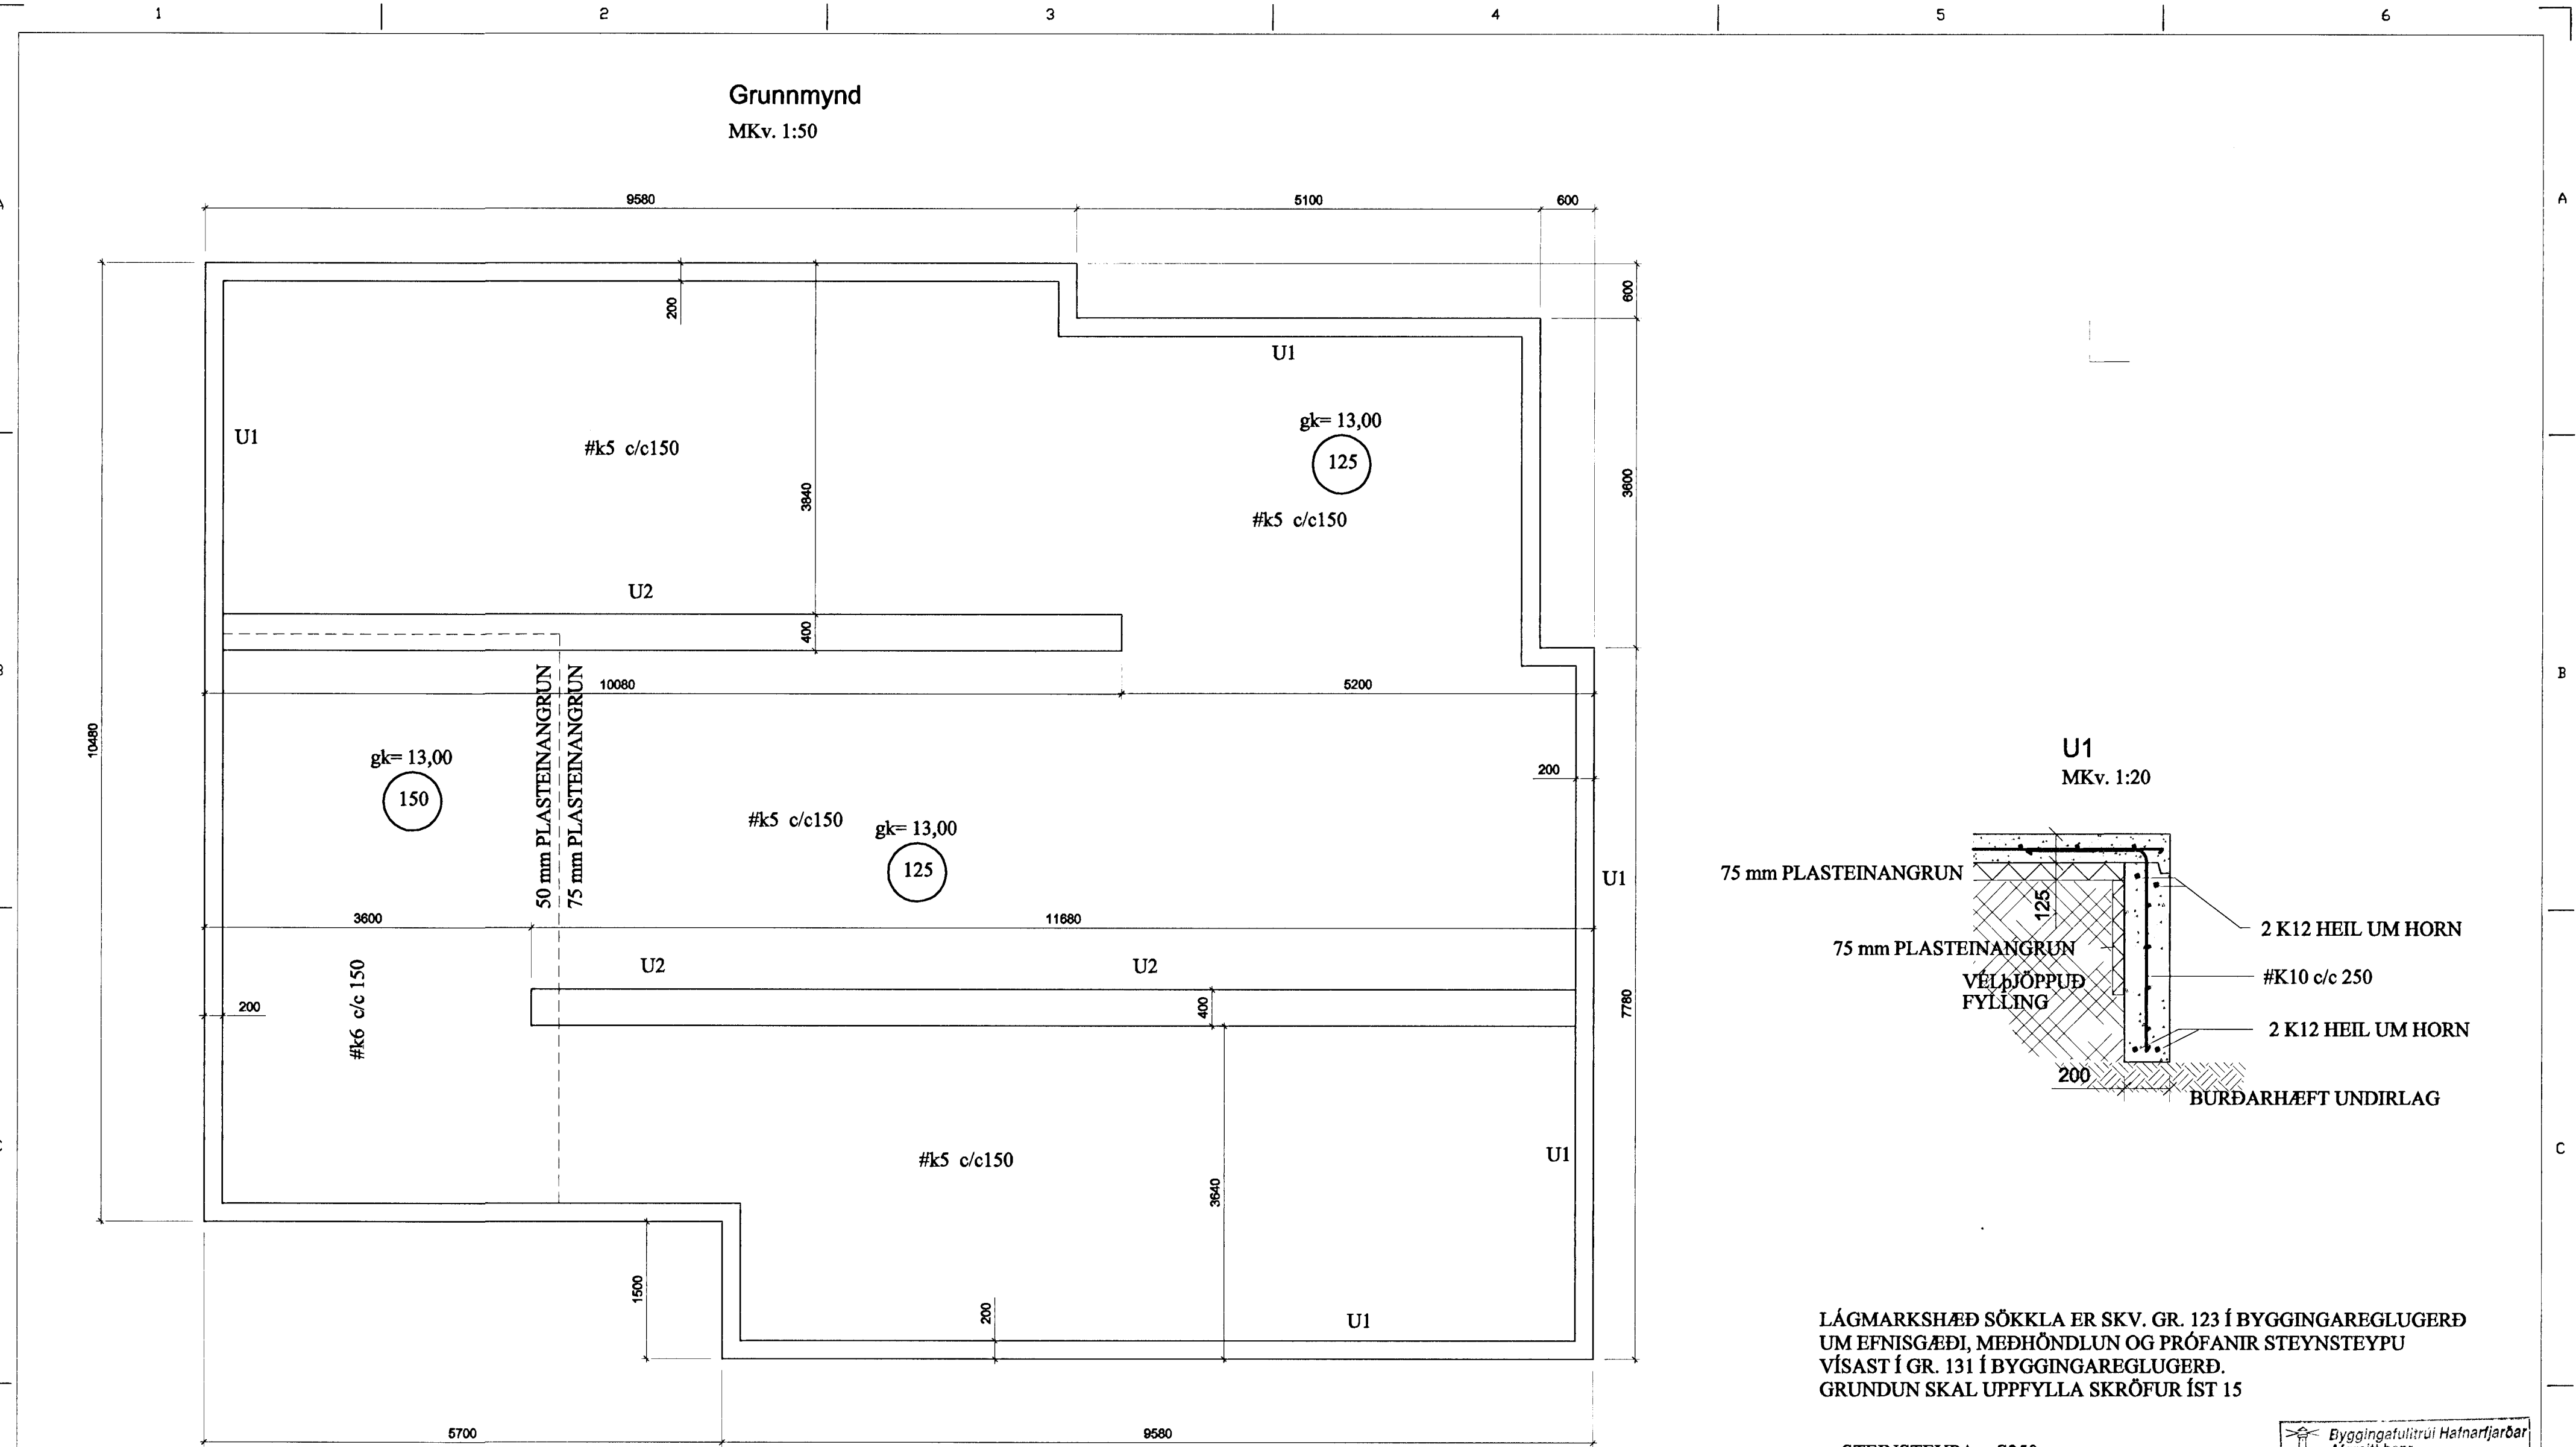 1
2
3
4
5
6
Grunnmynd
MKv. 1:50
9580
5100
600
A
A
200
600
U1
U1
gk= 13,00
125
#k5 c/c150
3840
3600
#k5 c/c150
U2
400
10080
5200
B
10480
50 mm PLASTEINANGRUN
75 mm PLASTEINANGRUN
gk= 13,00
150
200
#k5 c/c150
gk= 13,00
125
U1
3600
11680
U2
U2
#k6 c/c 150
200
400
7780
#k5 c/c150
U1
3640
1500
200
U1
5700
9580
U1
MKv. 1:20
75 mm PLASTEINANGRUN
125
2 K12 HEIL UM HORN
75 mm PLASTEINANGRUN
VÉLþJÖPPUÐ
FYLLING
#K10 c/c 250
2 K12 HEIL UM HORN
200
BURÐARHÆFT UNDIRLAG
C
LÁGMARKSHÆÐ SÖKKLA ER SKV. GR. 123 Í BYGGINGAREGLUGERÐ
UM EFNISGÆÐI, MEÐHÖNDLUN OG PRÓFANIR STEYNSTEYPU
VÍSAST Í GR. 131 Í BYGGINGAREGLUGERÐ.
GRUNDUN SKAL UPPFYLLA SKRÖFUR ÍST 15
Byggingafulltrúi Hafnarfjarðar